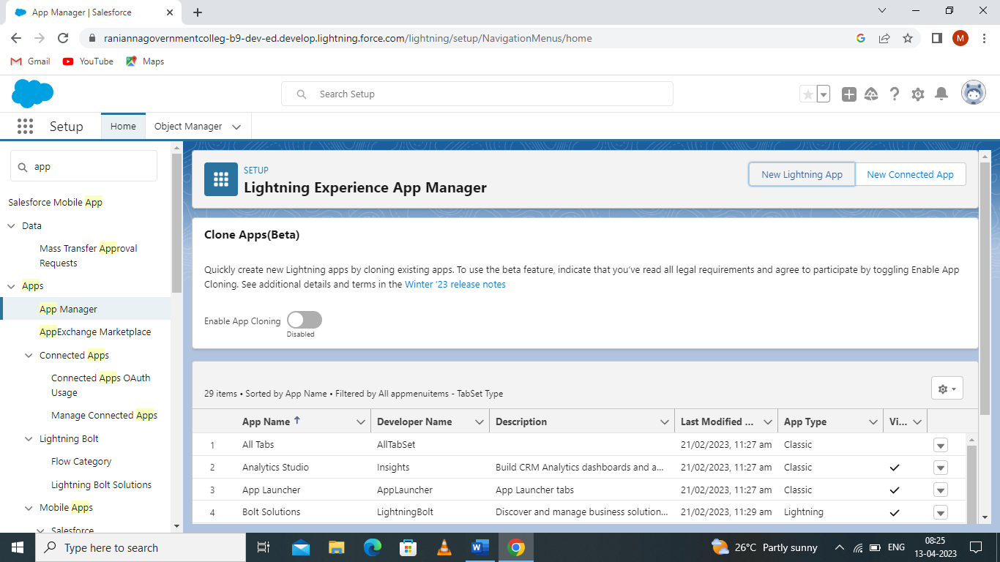 App Manager | Salesforce
raniannagovernmentcolleg-b9-dev-ed.develop.lightning.force.com/lightning/setup/NavigationMenus/home
M
Gmail
YouTube
Maps
Search Setup
Setup
Home
Object Manager
app
Salesforce Mobile App
Data
Mass Transfer Approval
Requests
Apps
App Manager
AppExchange Marketplace
Connected Apps
Connected Apps OAuth
Usage
Manage Connected Apps
Lightning Bolt
Flow Category
Lightning Bolt Solutions
Mobile Apps
Salesforce
SETUP
Lightning Experience App Manager
New Lightning App
New Connected App
Clone Apps(Beta)
Quickly create new Lightning apps by cloning existing apps. To use the beta feature, indicate that you've read all legal requirements and agree to participate by toggling Enable App
Cloning. See additional details and terms in the Winter '23 release notes
Enable App Cloning
Disabled
29 items • Sorted by App Name • Filtered by All appmenuitems - TabSet Type
App Name Developer Name Description Last Modified ... App Type Vi...
1 All Tabs AllTabSet 21/02/2023, 11:27 am Classic
2 Analytics Studio Insights Build CRM Analytics dashboards and a... 21/02/2023, 11:27 am Classic
3 App Launcher AppLauncher App Launcher tabs 21/02/2023, 11:27 am Classic
4 Bolt Solutions LightningBolt Discover and manage business solution... 21/02/2023, 11:29 am Lightning
Type here to search
26°C Partly sunny
ENG
08:25
13-04-2023